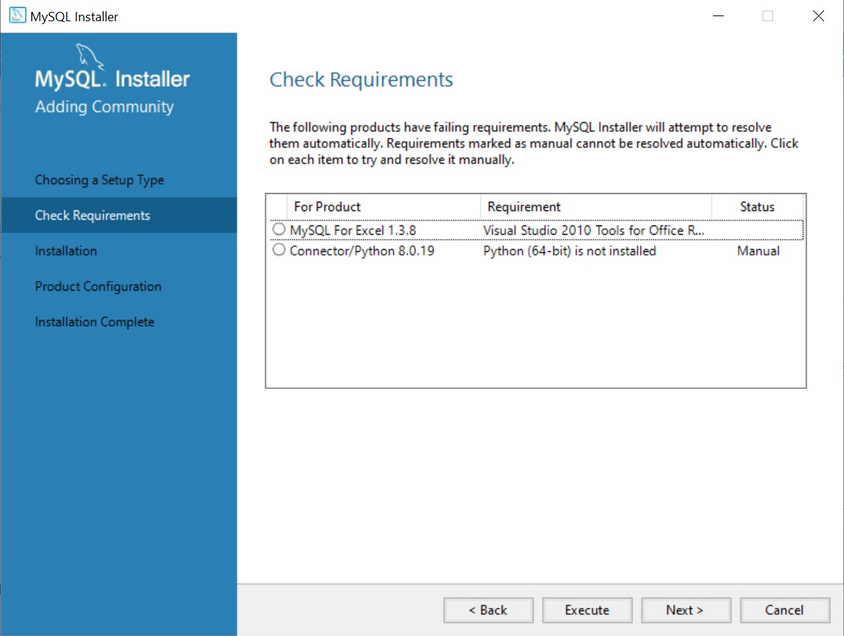 MySQL Installer
MySQL. Installer
Adding Community
Choosing a Setup Type
Check Requirements
Installation
Product Configuration
Installation Complete
Check Requirements
The following products have failing requirements. MySQL Installer will attempt to resolve
them automatically. Requirements marked as manual cannot be resolved automatically. Click
on each item to try and resolve it manually.
For Product Requirement Status
MySQL For Excel 1.3.8 Visual Studio 2010 Tools for Office R...
Connector/Python 8.0.19 Python (64-bit) is not installed Manual
< Back Execute Next > Cancel